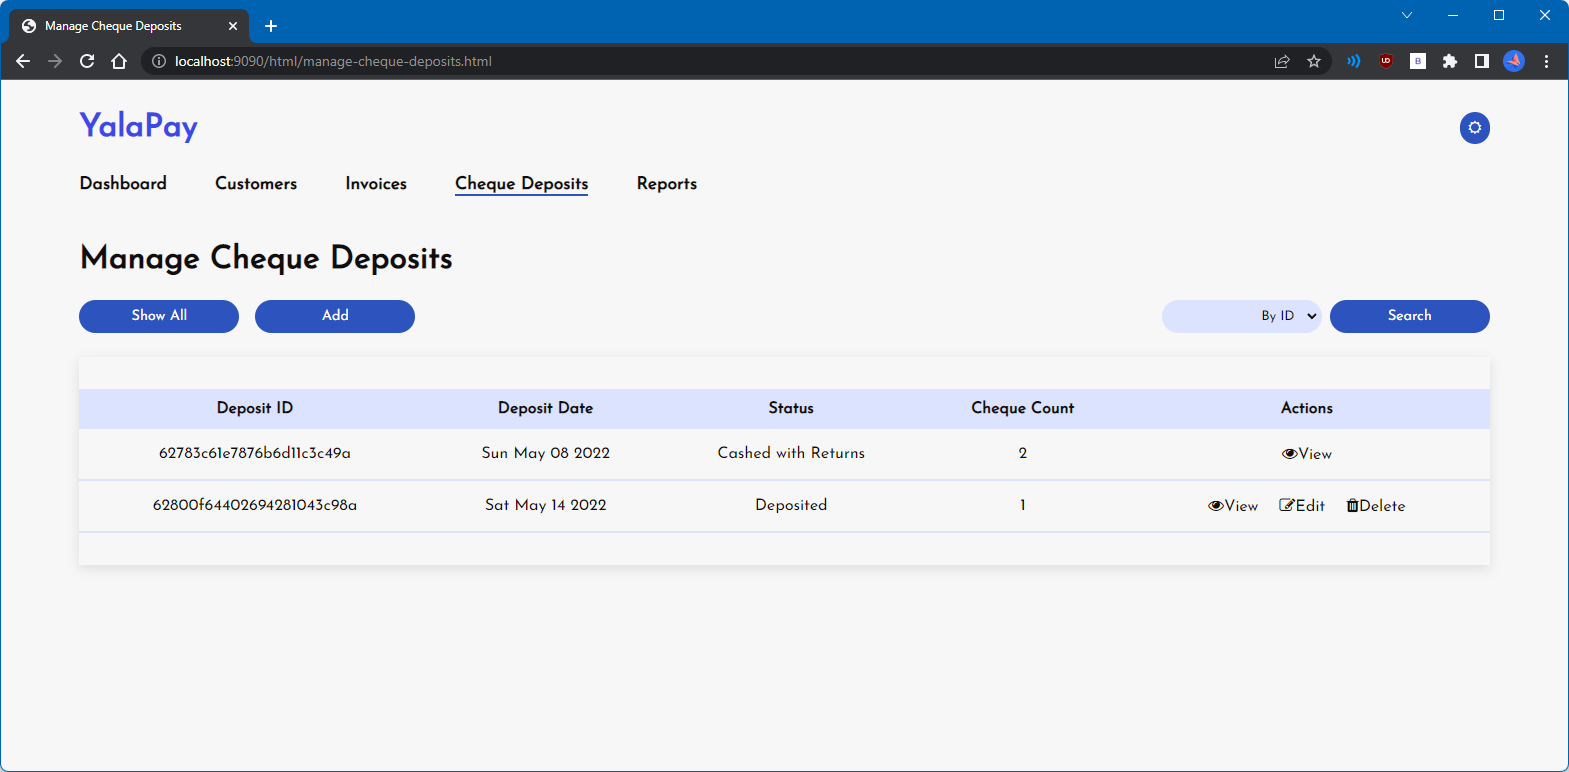 Manage Cheque Deposits
localhost:9090/html/manage-cheque-deposits.html
UD
B
YalaPay
Dashboard Customers Invoices Cheque Deposits Reports
Manage Cheque Deposits
Show All Add By ID Search
Deposit ID Deposit Date Status Cheque Count Actions
62783c61e7876b6d11c3c49a Sun May 08 2022 Cashed with Returns 2 View
62800f64402694281043c98a Sat May 14 2022 Deposited 1 View Edit Delete